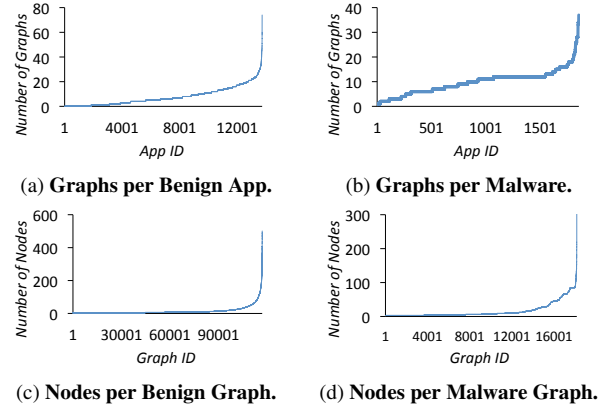 Number of Graphs
80
60
40
20
0
1 4001 8001 12001
App ID
(a) Graphs per Benign App.
Number of Graphs
40
30
20
10
0
1 501 1001 1501
App ID
(b) Graphs per Malware.
Number of Nodes
600
400
200
0
1 30001 60001 90001
Graph ID
(c) Nodes per Benign Graph.
Number of Nodes
300
200
100
0
1 4001 8001 12001 16001
Graph ID
(d) Nodes per Malware Graph.